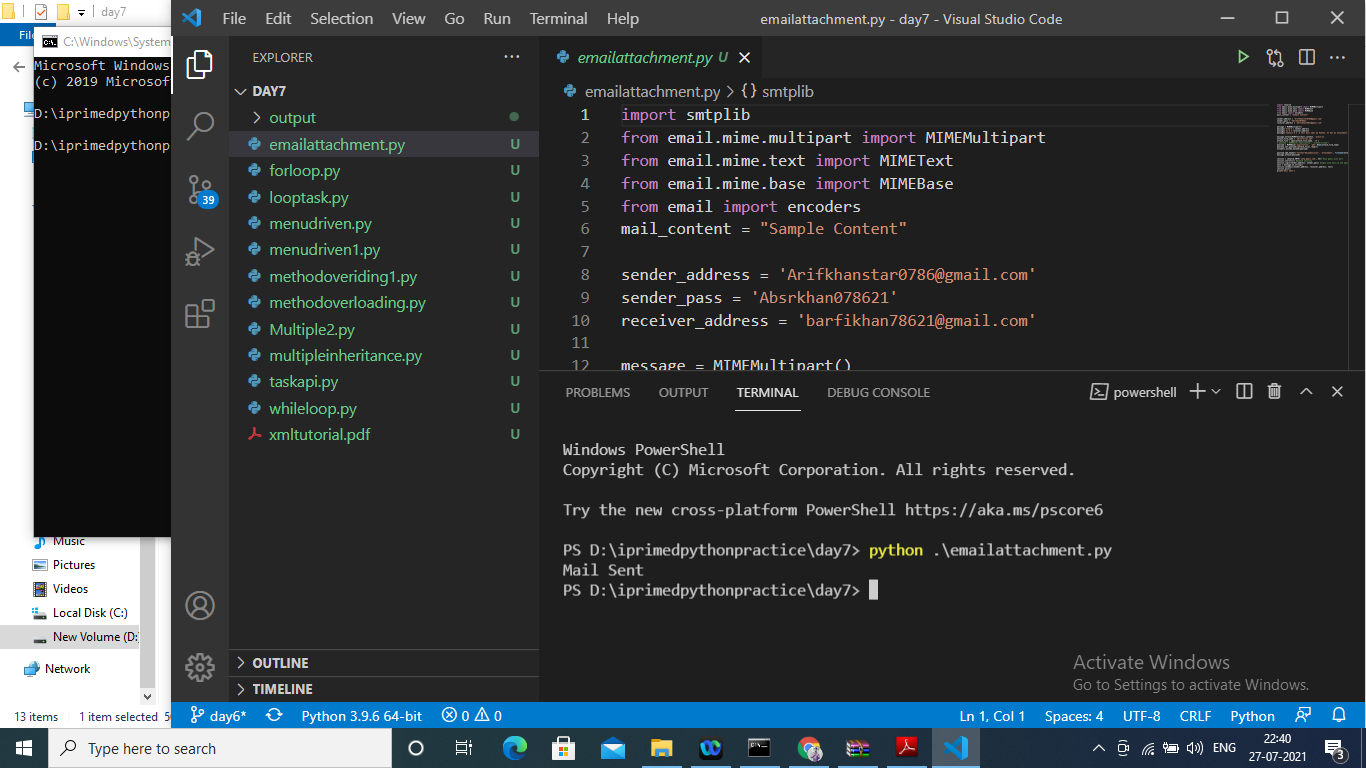 day7
File
C:\Windows\System
Microsoft Windows
(c) 2019 Microsof
D:\iprimedpythonp
D:\iprimedpythonp
Music
Pictures
Videos
Local Disk (C:)
New Volume (D:
Network
13 items 1 item selected
File Edit Selection View Go Run Terminal Help emailattachment.py - day7 - Visual Studio Code
EXPLORER
DAY7
output
emailattachment.py U
forloop.py U
looptask.py U
menudriven.py U
menudriven1.py U
methodoveriding1.py U
methodoverloading.py U
Multiple2.py U
multipleinheritance.py U
taskapi.py U
whileloop.py U
xmltutorial.pdf U
OUTLINE
TIMELINE
39
emailattachment.py U
emailattachment.py > {} smtplib
1 import smtplib
2 from email.mime.multipart import MIMEMultipart
3 from email.mime.text import MIMEText
4 from email.mime.base import MIMEBase
5 from email import encoders
6 mail_content = "Sample Content"
7
8 sender_address = 'Arifkhanstar0786@gmail.com'
9 sender_pass = 'Absrkhan078621'
10 receiver_address = 'barfikhan78621@gmail.com'
11
12 message = MIMEMultipart()
PROBLEMS OUTPUT TERMINAL DEBUG CONSOLE powershell
Windows PowerShell
Copyright (C) Microsoft Corporation. All rights reserved.
Try the new cross-platform PowerShell https://aka.ms/pscore6
PS D:\iprimedpythonpractice\day7> python .\emailattachment.py
Mail Sent
PS D:\iprimedpythonpractice\day7>
Activate Windows
Go to Settings to activate Windows.
day6* Python 3.9.6 64-bit 0 0 Ln 1, Col 1 Spaces: 4 UTF-8 CRLF Python
Type here to search ENG 22:40
27-07-2021
3